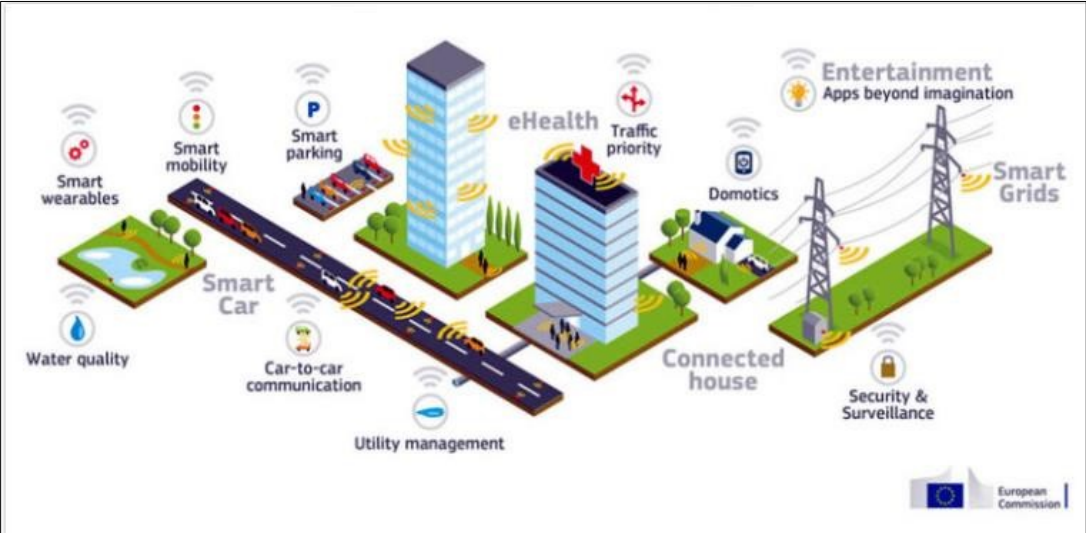 Entertainment
Apps beyond imagination
eHealth
Traffic
priority
Smart
parking
P
Smart
mobility
Smart
wearables
Domotics
Smart
Grids
Smart
Car
Water quality
Car-to-car
communication
Connected
house
Security &
Surveillance
Utility management
European
Commission